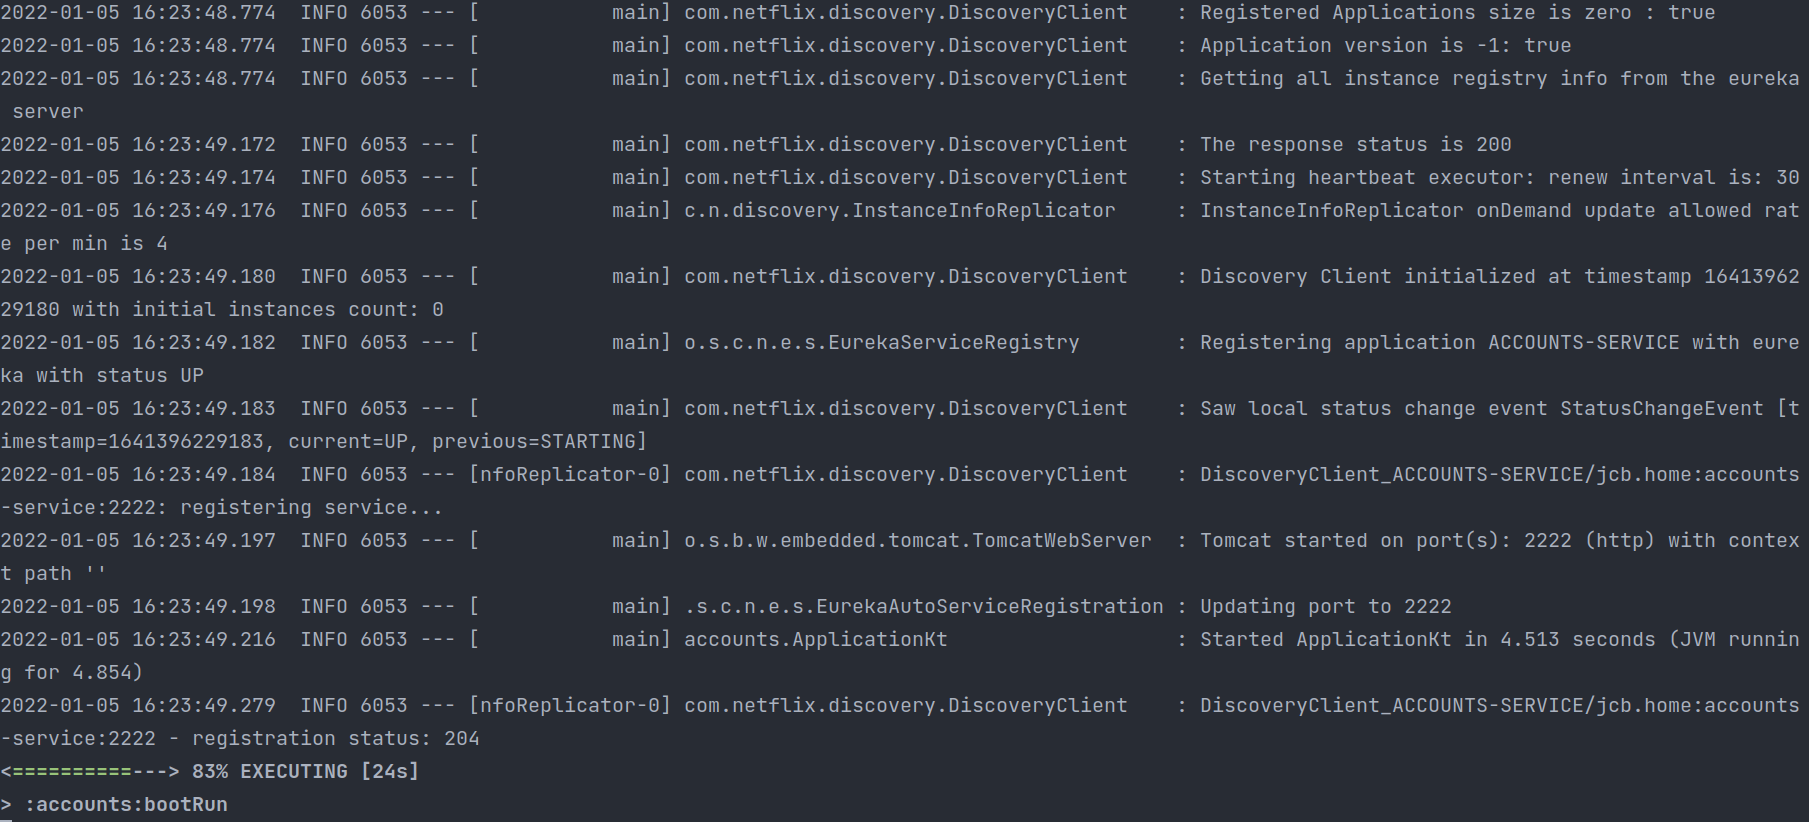 2022-01-05 16:23:48.774  INFO 6053 --- [           main] com.netflix.discovery.DiscoveryClient    : Registered Applications size is zero : true
2022-01-05 16:23:48.774  INFO 6053 --- [           main] com.netflix.discovery.DiscoveryClient    : Application version is -1: true
2022-01-05 16:23:48.774  INFO 6053 --- [           main] com.netflix.discovery.DiscoveryClient    : Getting all instance registry info from the eureka
 server
2022-01-05 16:23:49.172  INFO 6053 --- [           main] com.netflix.discovery.DiscoveryClient    : The response status is 200
2022-01-05 16:23:49.174  INFO 6053 --- [           main] com.netflix.discovery.DiscoveryClient    : Starting heartbeat executor: renew interval is: 30
2022-01-05 16:23:49.176  INFO 6053 --- [           main] c.n.discovery.InstanceInfoReplicator     : InstanceInfoReplicator onDemand update allowed rat
e per min is 4
2022-01-05 16:23:49.180  INFO 6053 --- [           main] com.netflix.discovery.DiscoveryClient    : Discovery Client initialized at timestamp 16413962
29180 with initial instances count: 0
2022-01-05 16:23:49.182  INFO 6053 --- [           main] o.s.c.n.e.s.EurekaServiceRegistry        : Registering application ACCOUNTS-SERVICE with eure
ka with status UP
2022-01-05 16:23:49.183  INFO 6053 --- [           main] com.netflix.discovery.DiscoveryClient    : Saw local status change event StatusChangeEvent [t
imestamp=1641396229183, current=UP, previous=STARTING]
2022-01-05 16:23:49.184  INFO 6053 --- [nfoReplicator-0] com.netflix.discovery.DiscoveryClient    : DiscoveryClient_ACCOUNTS-SERVICE/jcb.home:accounts
-service:2222: registering service...
2022-01-05 16:23:49.197  INFO 6053 --- [           main] o.s.b.w.embedded.tomcat.TomcatWebServer  : Tomcat started on port(s): 2222 (http) with contex
t path ''
2022-01-05 16:23:49.198  INFO 6053 --- [           main] .s.c.n.e.s.EurekaAutoServiceRegistration : Updating port to 2222
2022-01-05 16:23:49.216  INFO 6053 --- [           main] accounts.ApplicationKt                   : Started ApplicationKt in 4.513 seconds (JVM runnin
g for 4.854)
2022-01-05 16:23:49.279  INFO 6053 --- [nfoReplicator-0] com.netflix.discovery.DiscoveryClient    : DiscoveryClient_ACCOUNTS-SERVICE/jcb.home:accounts
-service:2222 - registration status: 204
<==========---> 83% EXECUTING [24s]
> :accounts:bootRun